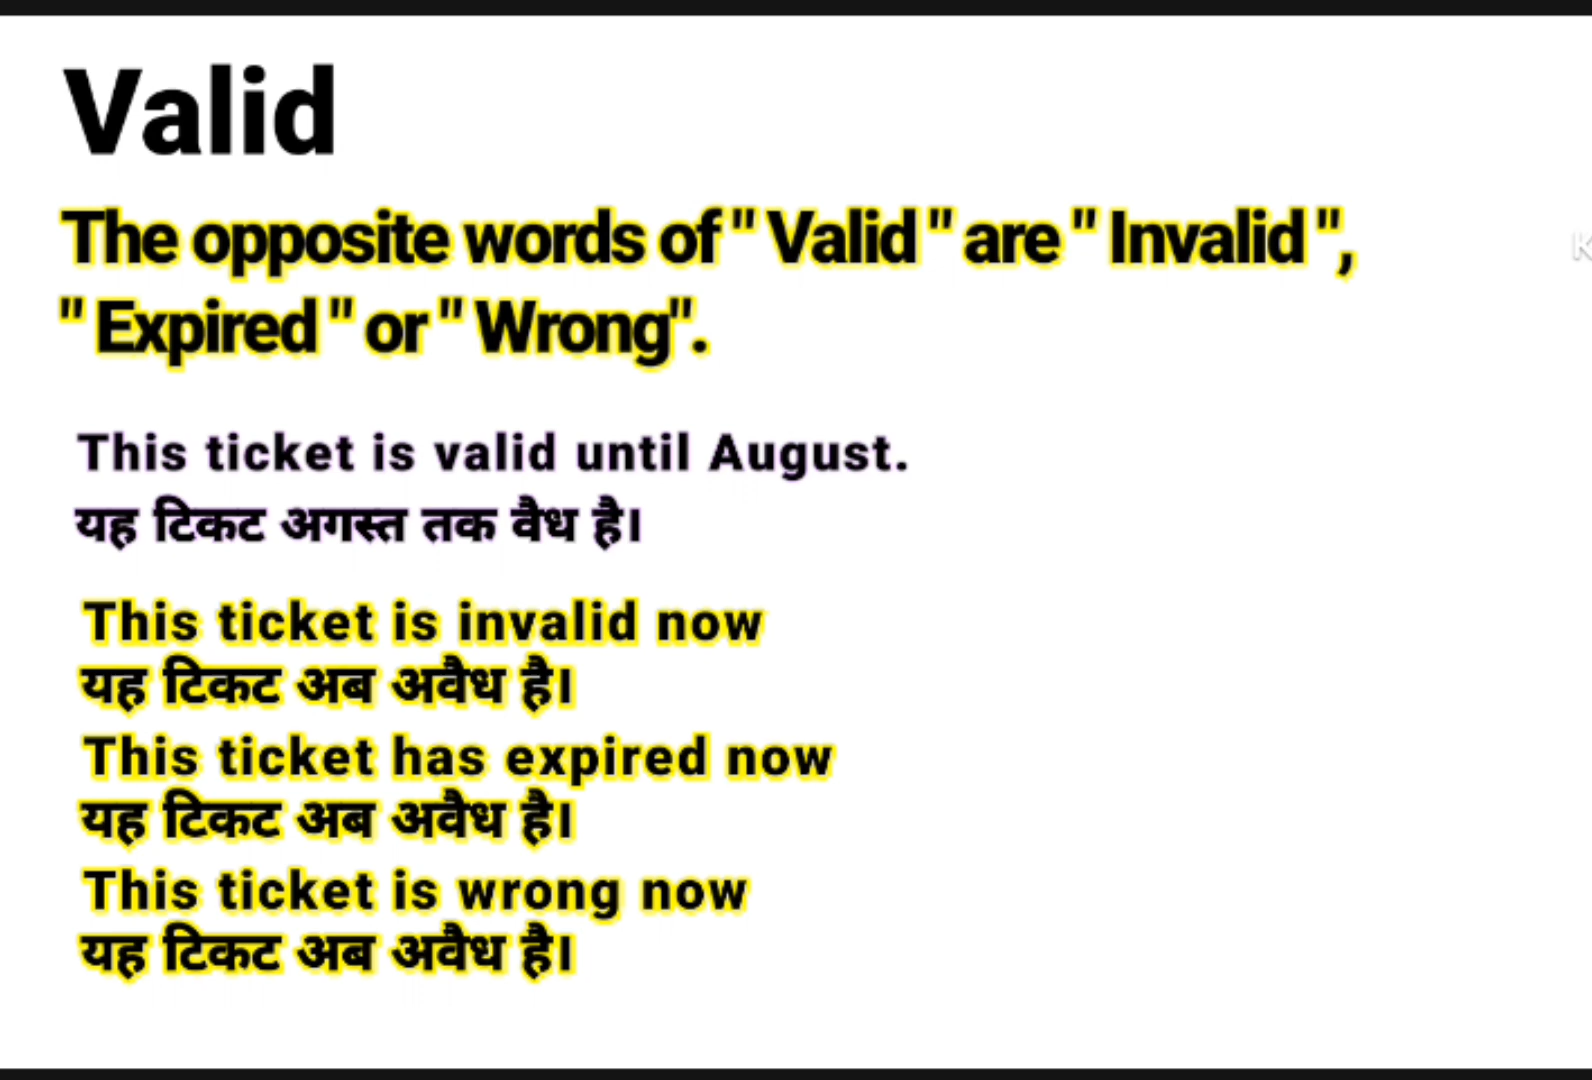 Valid
The opposite words of " Valid " are " Invalid ",
" Expired " or " Wrong".
This ticket is valid until August.
यह टिकट अगस्त तक वैध है।
This ticket is invalid now
यह टिकट अब अवैध है।
This ticket has expired now
यह टिकट अब अवैध है।
This ticket is wrong now
यह टिकट अब अवैध है।